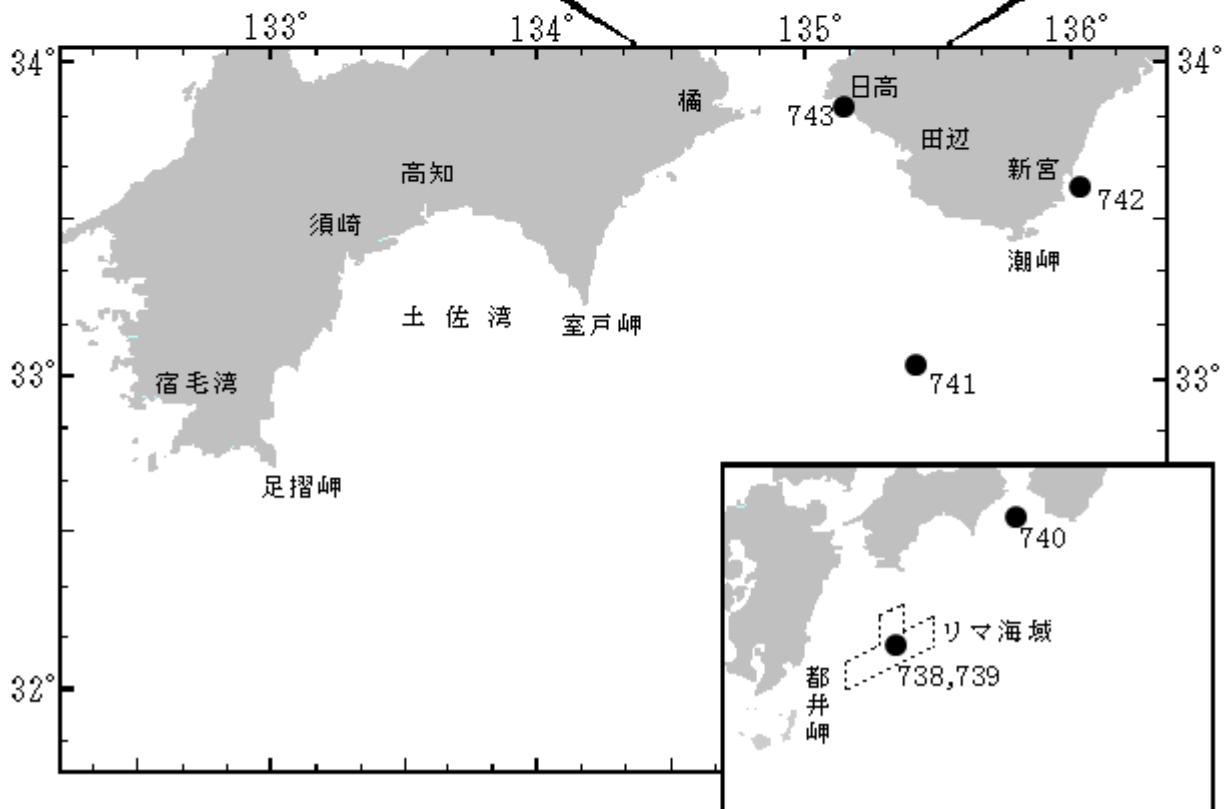 133°
134°
135°
136°
34°
34°
橘
日高
743
田辺
高知
新宮
742
須崎
潮岬
土佐湾
室戸岬
33°
33°
宿毛湾
741
足摺岬
740
リマ海域
738,739
都井岬
32°